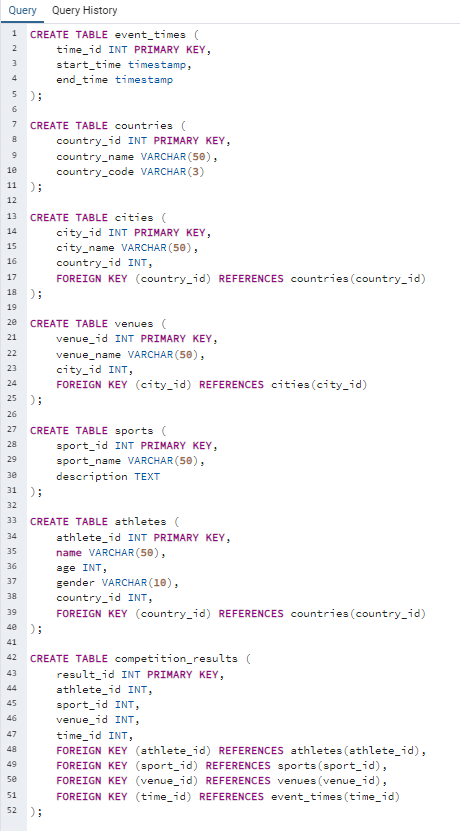 Query Query History
1 CREATE TABLE event_times (
2 time_id INT PRIMARY KEY,
3 start_time timestamp,
4 end_time timestamp
5 );
6
7 CREATE TABLE countries (
8 country_id INT PRIMARY KEY,
9 country_name VARCHAR(50),
10 country_code VARCHAR(3)
11 );
12
13 CREATE TABLE cities (
14 city_id INT PRIMARY KEY,
15 city_name VARCHAR(50),
16 country_id INT,
17 FOREIGN KEY (country_id) REFERENCES countries(country_id)
18 );
19
20 CREATE TABLE venues (
21 venue_id INT PRIMARY KEY,
22 venue_name VARCHAR(50),
23 city_id INT,
24 FOREIGN KEY (city_id) REFERENCES cities(city_id)
25 );
26
27 CREATE TABLE sports (
28 sport_id INT PRIMARY KEY,
29 sport_name VARCHAR(50),
30 description TEXT
31 );
32
33 CREATE TABLE athletes (
34 athlete_id INT PRIMARY KEY,
35 name VARCHAR(50),
36 age INT,
37 gender VARCHAR(10),
38 country_id INT,
39 FOREIGN KEY (country_id) REFERENCES countries(country_id)
40 );
41
42 CREATE TABLE competition_results (
43 result_id INT PRIMARY KEY,
44 athlete_id INT,
45 sport_id INT,
46 venue_id INT,
47 time_id INT,
48 FOREIGN KEY (athlete_id) REFERENCES athletes(athlete_id),
49 FOREIGN KEY (sport_id) REFERENCES sports(sport_id),
50 FOREIGN KEY (venue_id) REFERENCES venues(venue_id),
51 FOREIGN KEY (time_id) REFERENCES event_times(time_id)
52 );